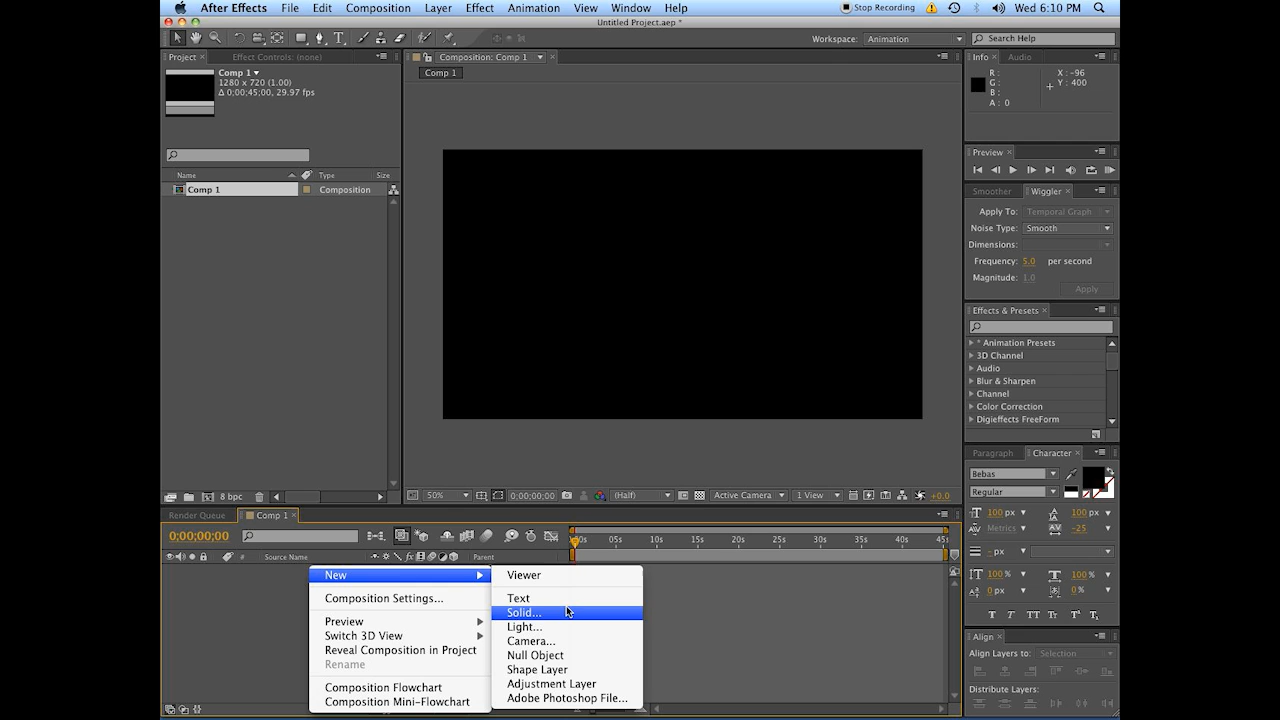 After Effects File Edit Composition Layer Effect Animation View Window Help Stop Recording Wed 6:10 PM
Untitled Project.aep *
Workspace: Animation Search Help
Project Effect Controls: (none) Composition: Comp 1 Info Audio
Comp 1
1280 x 720 (1.00)
Δ 0;00;45;00, 29.97 fps
Comp 1
R :
G :
B :
A : 0
X : -96
Y : 400
Preview
Smoother Wiggler
Apply To: Temporal Graph
Noise Type: Smooth
Dimensions:
Frequency: 5.0 per second
Magnitude: 1.0
Apply
Name Type Size
Comp 1 Composition
Effects & Presets
* Animation Presets
3D Channel
Audio
Blur & Sharpen
Channel
Color Correction
Digieffects FreeForm
Paragraph Character
Bebas
Regular
100 px 100 px
Metrics -25
- px
100 % 100 %
0 px 0 %
T T TT Tr T¹ T₁
Align
Align Layers to: Selection
Distribute Layers:
8 bpc
50% 0;00;00;00 (Half) Active Camera 1 View +0.0
Render Queue Comp 1
0;00;00;00
00s 05s 10s 15s 20s 25s 30s 35s 40s 45s
# Source Name Parent
New
Composition Settings...
Preview
Switch 3D View
Reveal Composition in Project
Rename
Composition Flowchart
Composition Mini-Flowchart
Viewer
Text
Solid...
Light...
Camera...
Null Object
Shape Layer
Adjustment Layer
Adobe Photoshop File...